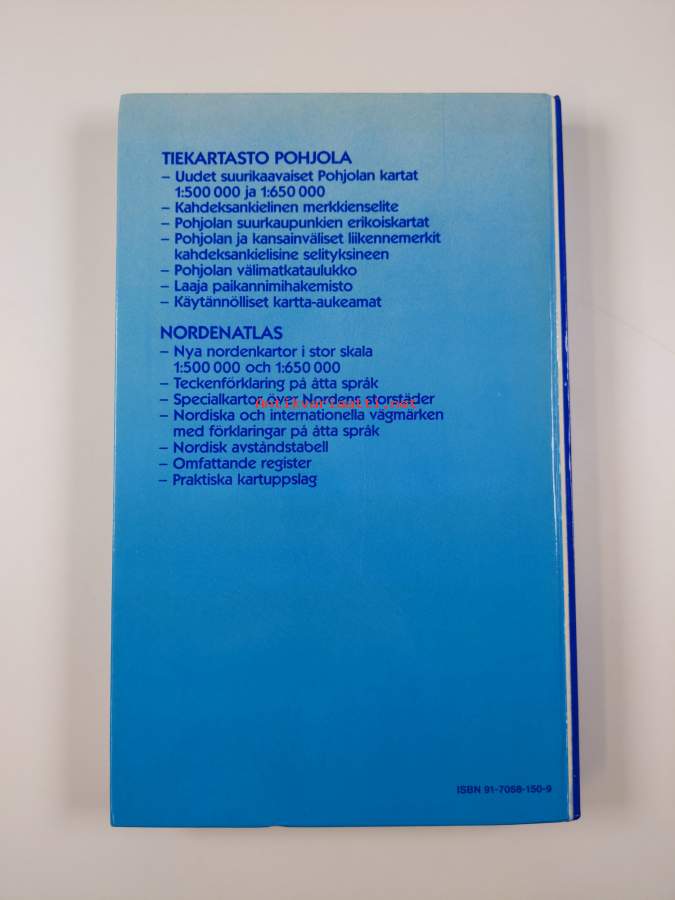 TIEKARTASTO POHJOLA
– Uudet suurikaavaiset Pohjolan kartat
1:500 000 ja 1:650 000
– Kahdeksankielinen merkkienselite
– Pohjolan suurkaupunkien erikoiskartat
– Pohjolan ja kansainväliset liikennemerkit
kahdeksankielisine selityksineen
– Pohjolan välimatkataulukko
– Laaja paikannimihakemisto
– Käytännölliset kartta-aukeamat
NORDENATLAS
– Nya nordenkartor i stor skala
1:500 000 och 1:650 000
– Teckenförklaring på åtta språk
– Specialkartor över Nordens storstäder
– Nordiska och internationella vägmärken
med förklaringar på åtta språk
– Nordisk avståndstabell
– Omfattande register
– Praktiska kartuppslag
ISBN 91-7058-150-9